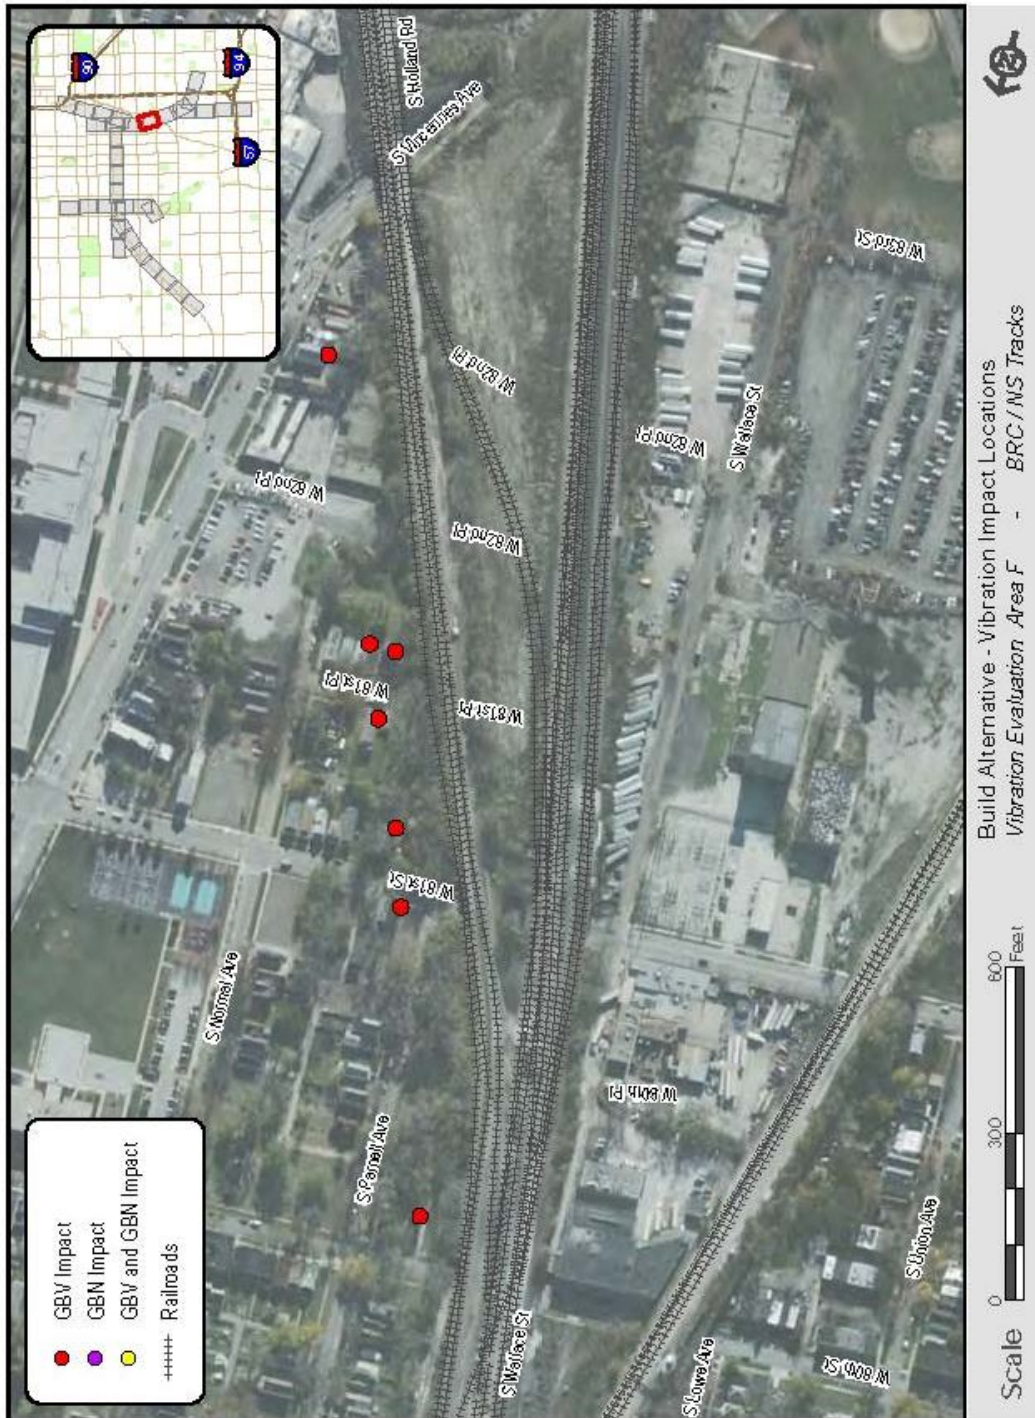 GBV Impact
GBN Impact
GBV and GBN Impact
Railroads
90
94
57
S Holland Rd
S Vincennes Ave
W 82nd Pl
W 82nd Pl
W 82nd Pl
W 82nd Pl
W 83rd St
S Wallace St
W 81st Pl
W 81st Pl
W 81st St
S Normal Ave
S Parnell Ave
W 80th Pl
S Wallace St
S Lowe Ave
W 80th St
S Union Ave
Build Alternative - Vibration Impact Locations
Vibration Evaluation Area F - BRC / NS Tracks
Scale
0 300 600
Feet
N